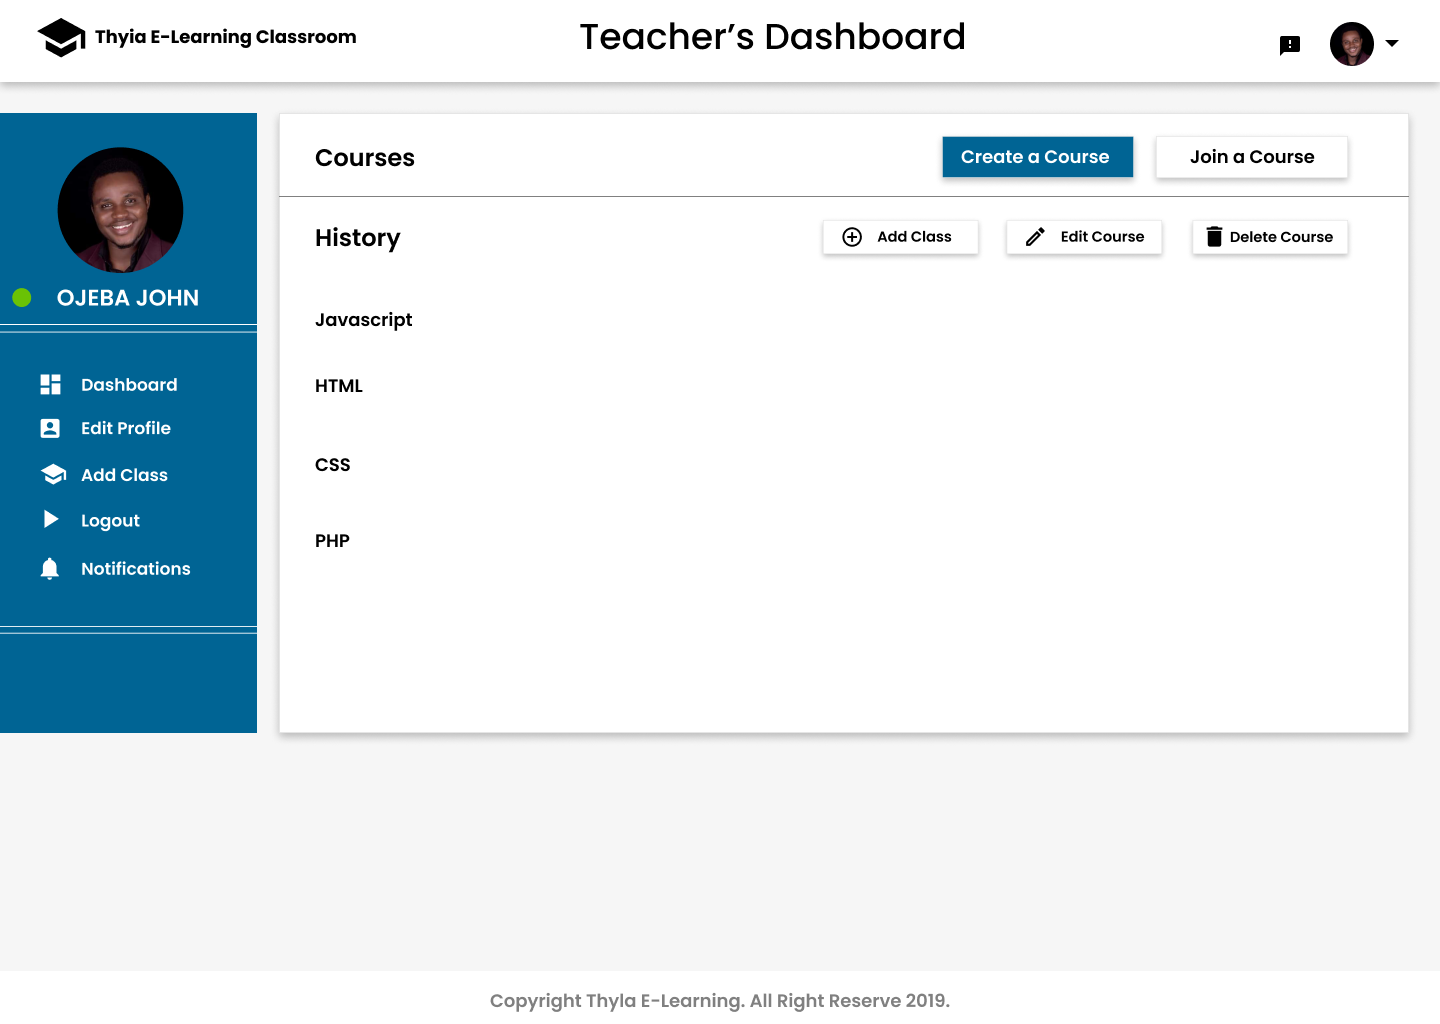 Thyia E-Learning Classroom
Teacher’s Dashboard
OJEBA JOHN
Dashboard
Edit Profile
Add Class
Logout
Notifications
Courses
Create a Course
Join a Course
History
Add Class
Edit Course
Delete Course
Javascript
HTML
CSS
PHP
Copyright Thyla E-Learning. All Right Reserve 2019.